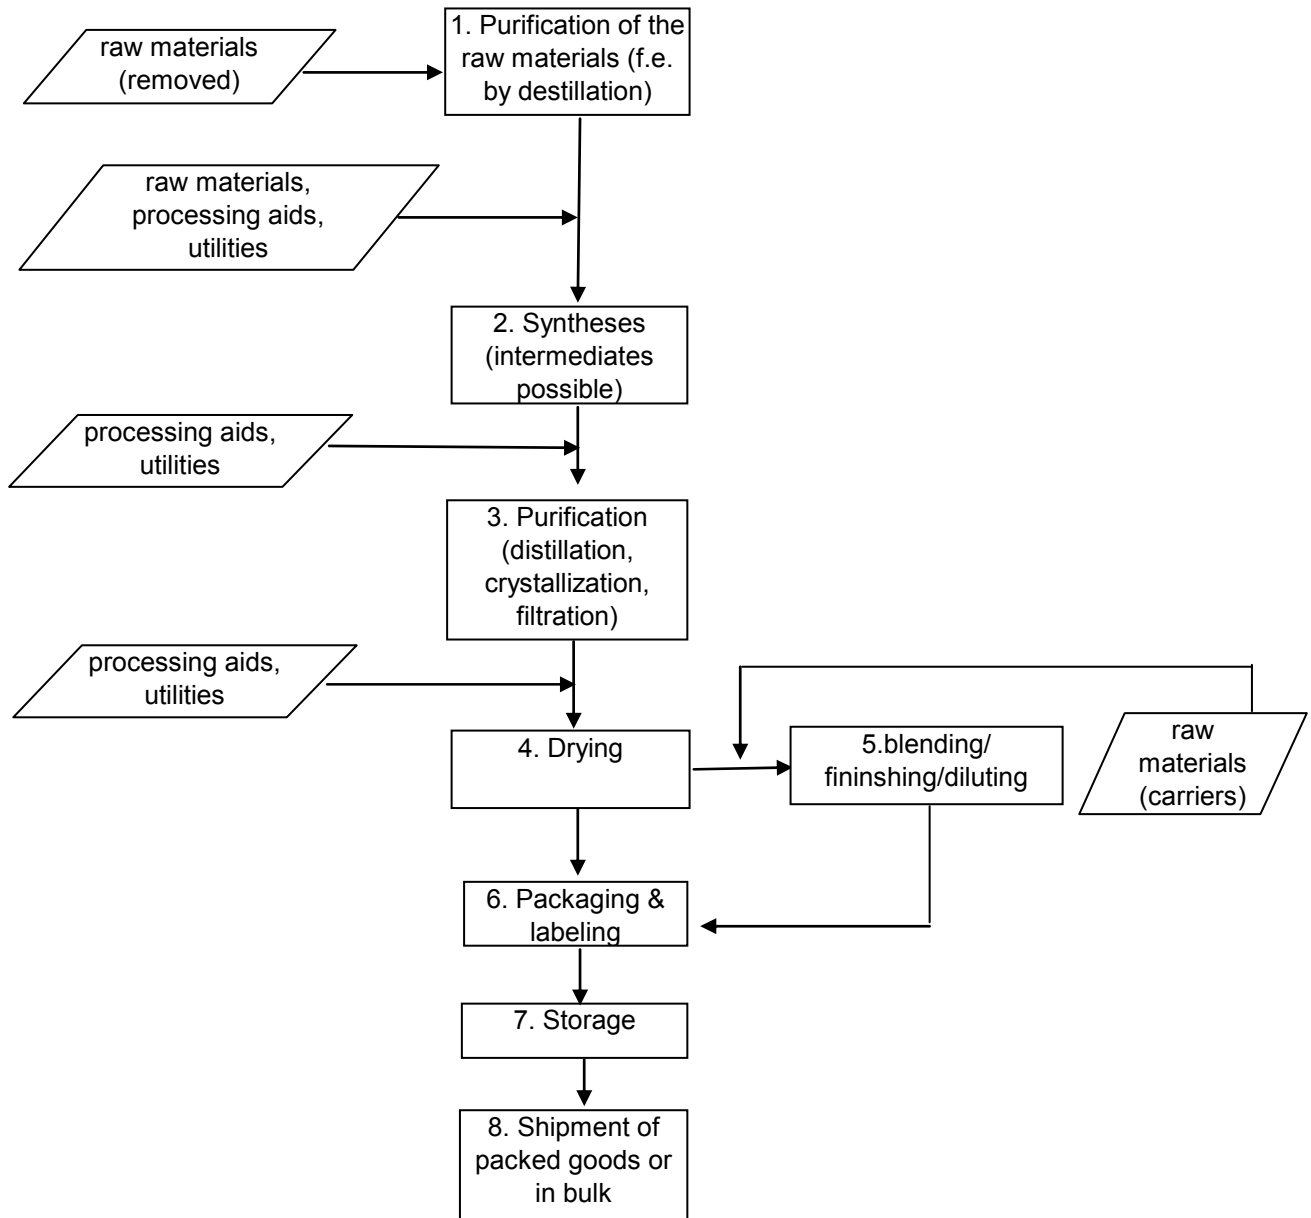 raw materials
(removed)
1. Purification of the
raw materials (f.e.
by destillation)
raw materials,
processing aids,
utilities
2. Syntheses
(intermediates
possible)
processing aids,
utilities
3. Purification
(distillation,
crystallization,
filtration)
processing aids,
utilities
4. Drying
5.blending/
fininshing/diluting
raw
materials
(carriers)
6. Packaging &
labeling
7. Storage
8. Shipment of
packed goods or
in bulk